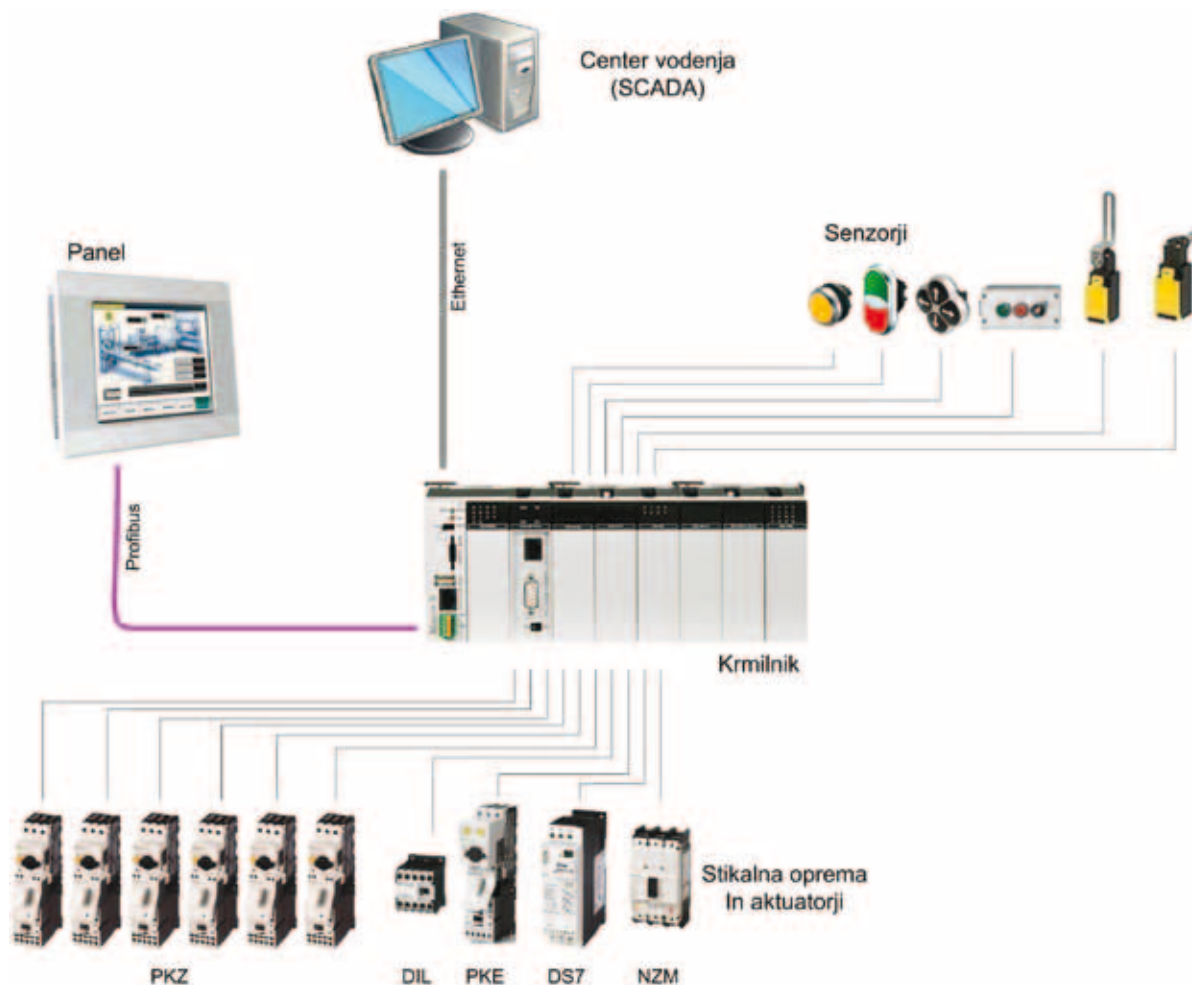 Center vodenja
(SCADA)
Panel
Senzorji
Ethernet
Profibus
Krmilnik
Stikalna oprema
In aktuatorji
PKZ
DIL
PKE
DS7
NZM